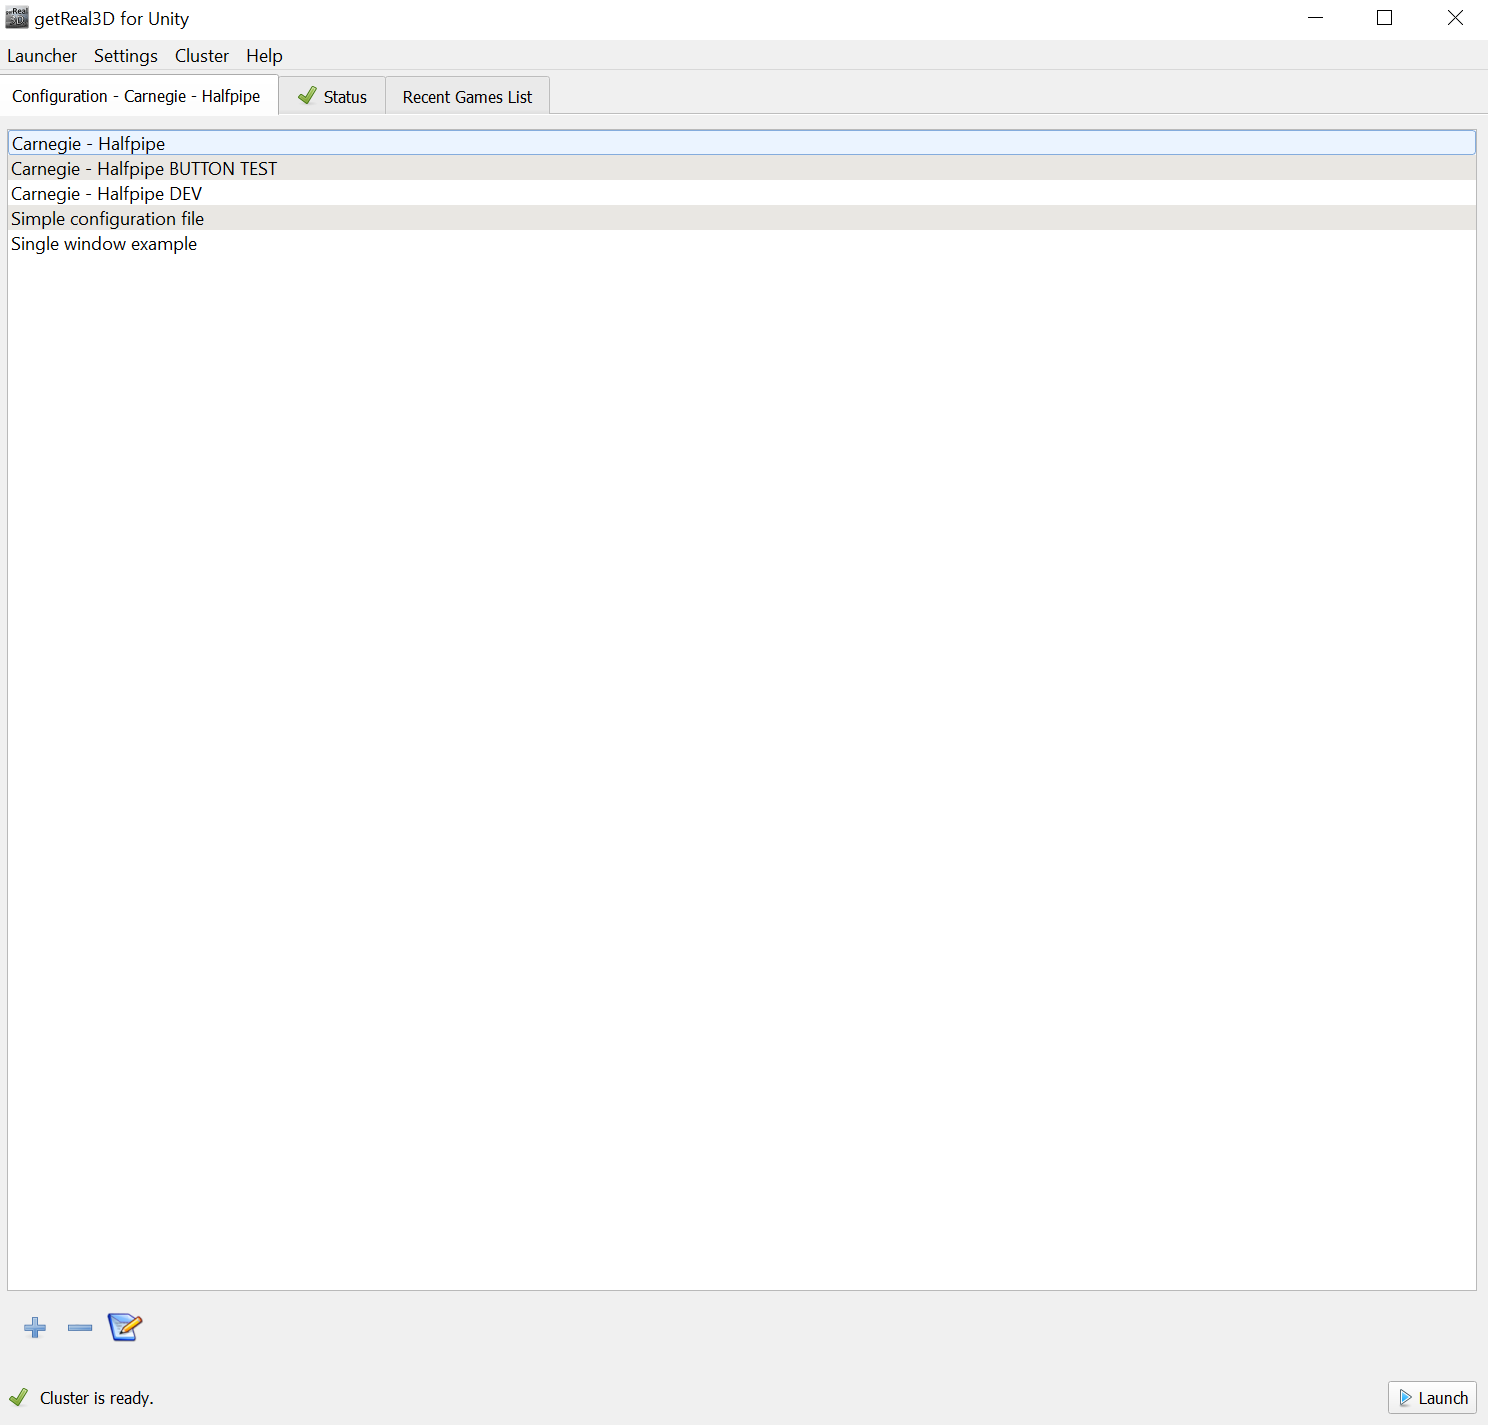 getReal3D for Unity
Launcher Settings Cluster Help
Configuration - Carnegie - Halfpipe Status Recent Games List
Carnegie - Halfpipe
Carnegie - Halfpipe BUTTON TEST
Carnegie - Halfpipe DEV
Simple configuration file
Single window example
Cluster is ready. Launch